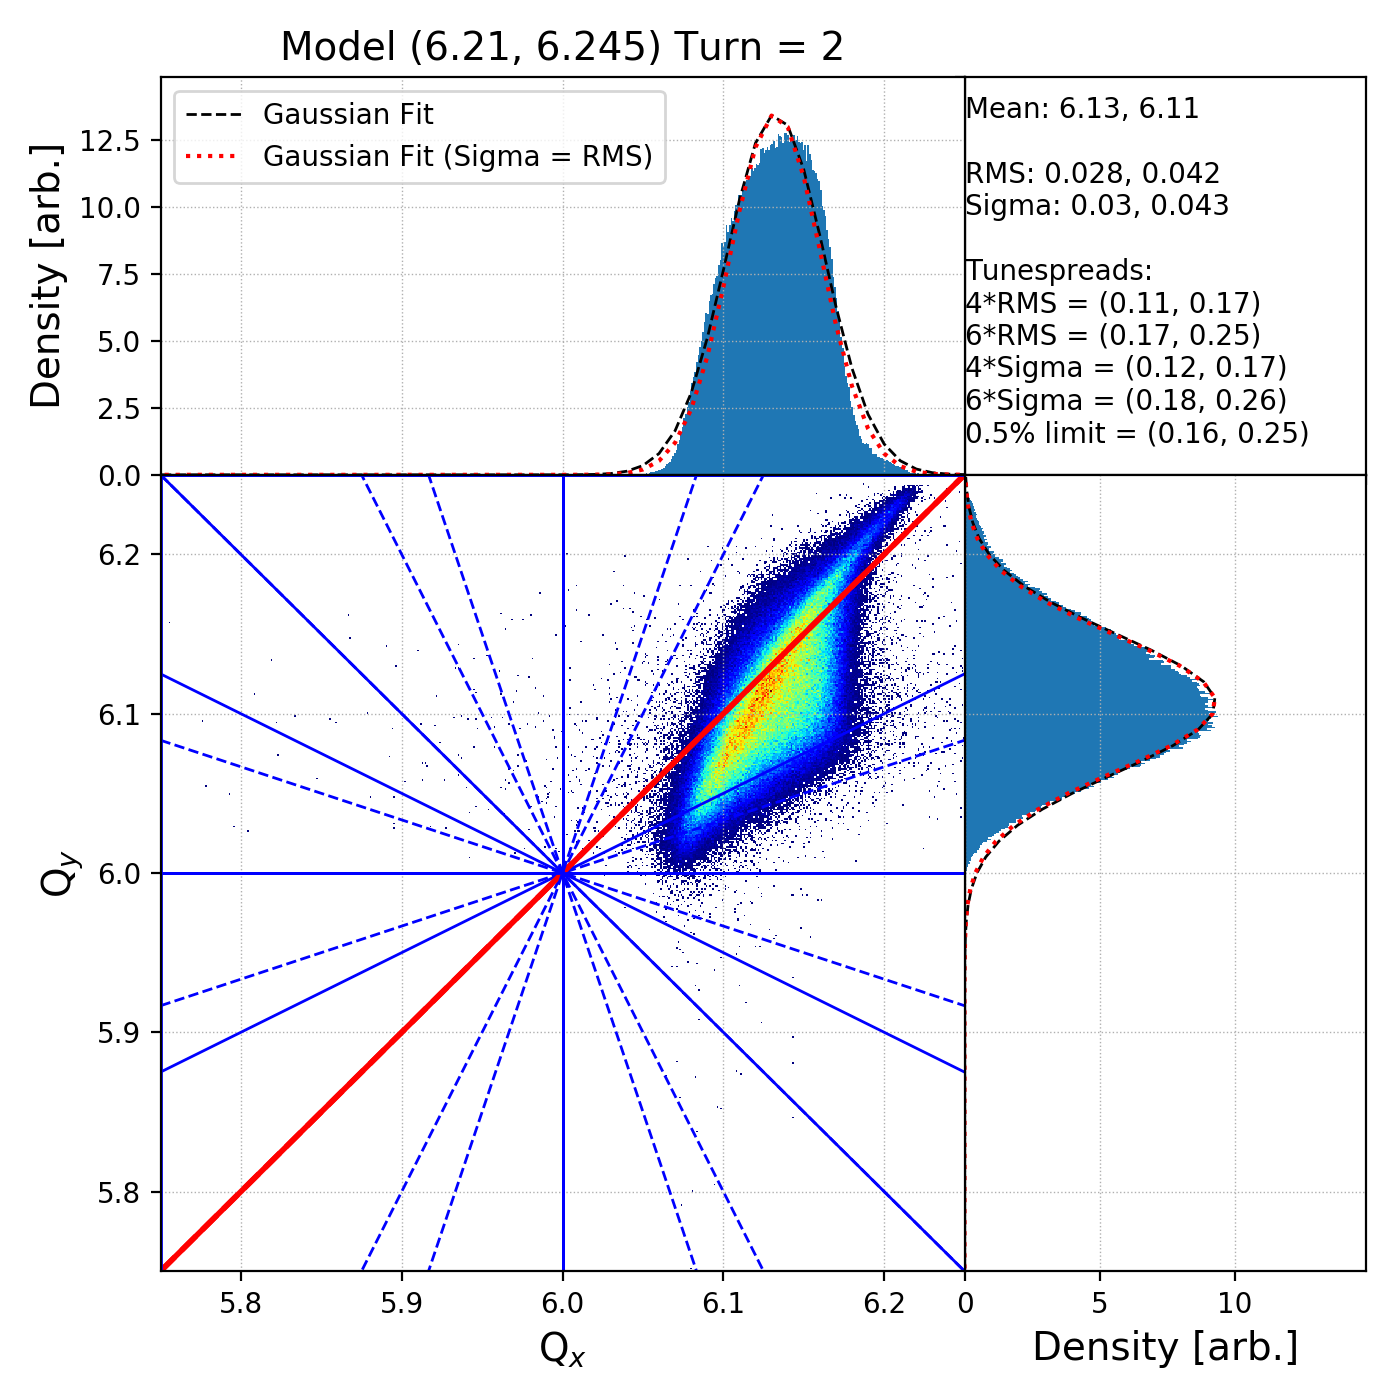 Model (6.21, 6.245) Turn = 2
Gaussian Fit
Gaussian Fit (Sigma = RMS)
Density [arb.]
12.5
10.0
7.5
5.0
2.5
0.0
Mean: 6.13, 6.11
RMS: 0.028, 0.042
Sigma: 0.03, 0.043
Tunespreads:
4*RMS = (0.11, 0.17)
6*RMS = (0.17, 0.25)
4*Sigma = (0.12, 0.17)
6*Sigma = (0.18, 0.26)
0.5% limit = (0.16, 0.25)
Qy
6.2
6.1
6.0
5.9
5.8
5.8 5.9 6.0 6.1 6.2
Qx
0 5 10
Density [arb.]